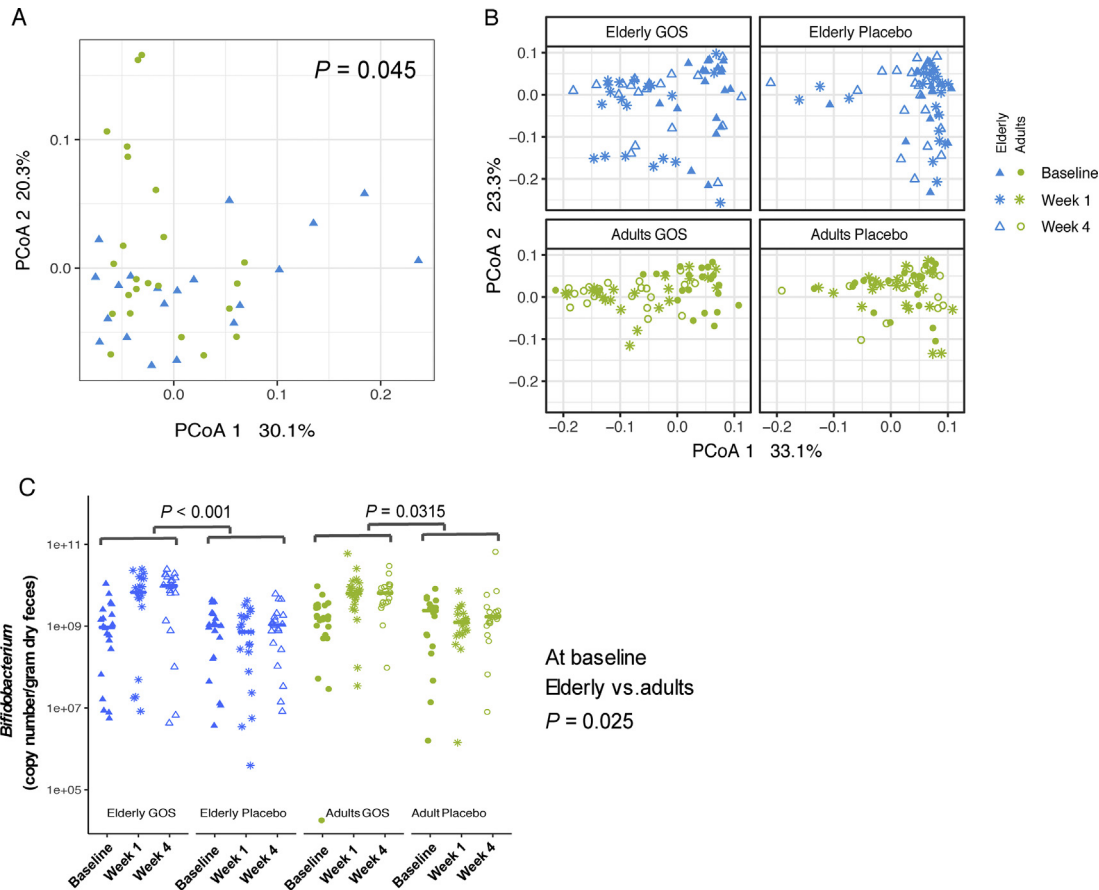 A
P = 0.045
0.1
0.0
PCoA 2 20.3%
0.0
0.1
0.2
PCoA 1 30.1%
B
Elderly GOS
Elderly Placebo
0.1
0.0
−0.1
−0.2
Adults GOS
Adults Placebo
0.1
0.0
−0.1
−0.2
PCoA 2 23.3%
−0.2
−0.1
0.0
0.1
−0.2
−0.1
0.0
0.1
PCoA 1 33.1%
Elderly
Adults
Baseline
Week 1
Week 4
C
P < 0.001
P = 0.0315
1e+11
1e+09
1e+07
1e+05
Bifidobacterium
(copy number/gram dry feces)
Elderly GOS
Elderly Placebo
Adults GOS
Adult Placebo
Baseline
Week 1
Week 4
Baseline
Week 1
Week 4
Baseline
Week 1
Week 4
Baseline
Week 1
Week 4
At baseline
Elderly vs.adults
P = 0.025